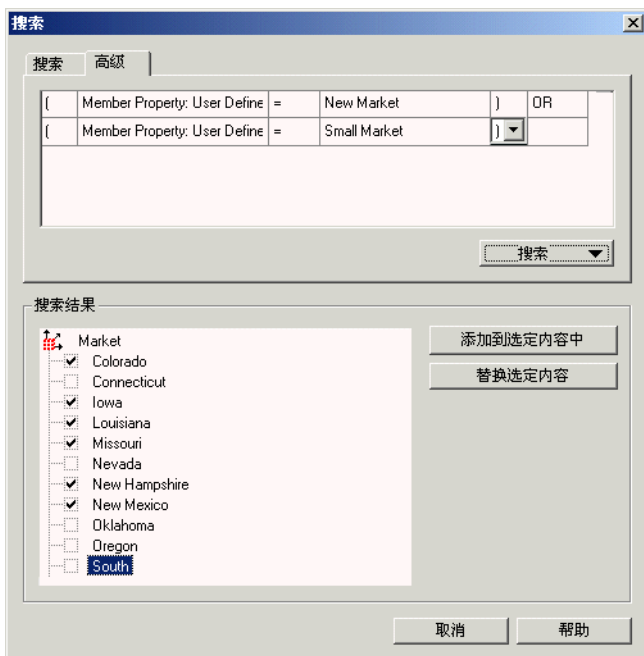 搜索
搜索 高级
( Member Property: User Define = New Market ) OR
( Member Property: User Define = Small Market )
搜索
搜索结果
Market
Colorado
Connecticut
Iowa
Louisiana
Missouri
Nevada
New Hampshire
New Mexico
Oklahoma
Oregon
South
添加到选定内容中
替换选定内容
取消 帮助